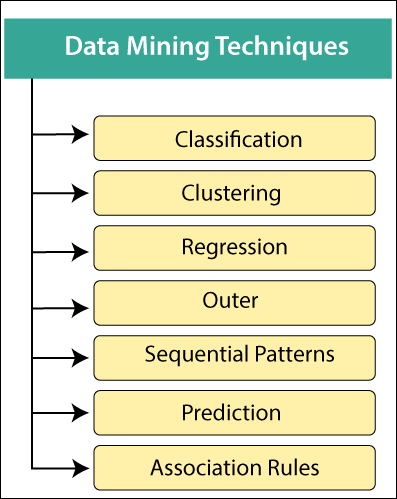 Data Mining Techniques
Classification
Clustering
Regression
Outer
Sequential Patterns
Prediction
Association Rules